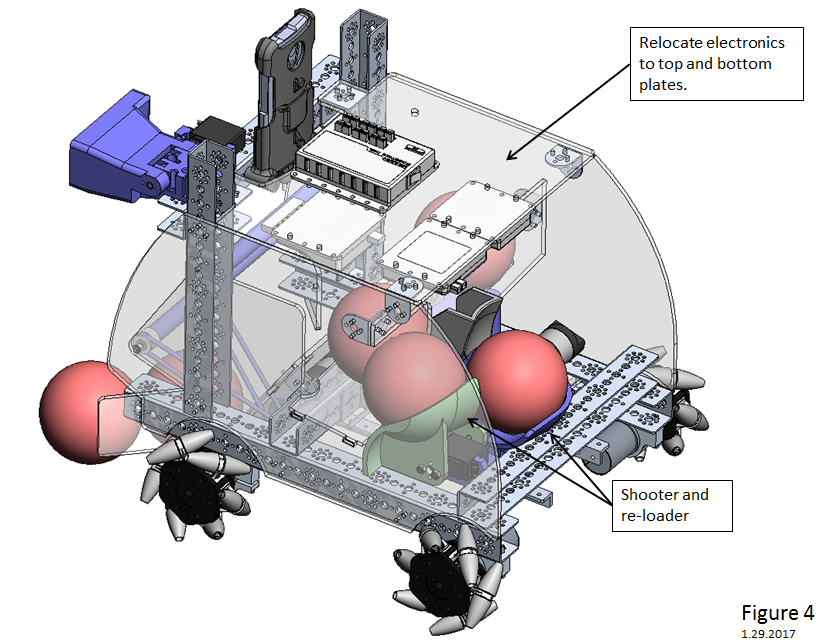 Relocate electronics
to top and bottom
plates.
Shooter and
re-loader
Figure 4
1.29.2017